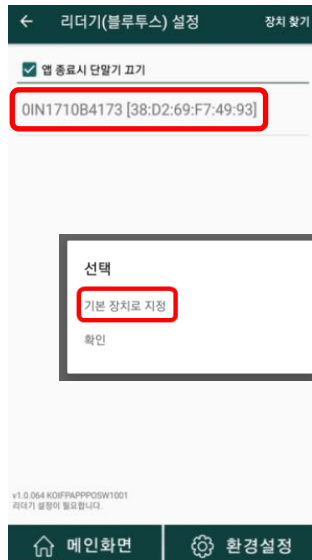 ← 리더기(블루투스) 설정 장치 찾기
앱 종료시 단말기 끄기
0IN1710B4173 [38:D2:69:F7:49:93]
선택
기본 장치로 지정
확인
v1.0.064 KOIFPAPPPOSW1001
리더기 설정이 필요합니다.
메인화면 환경설정